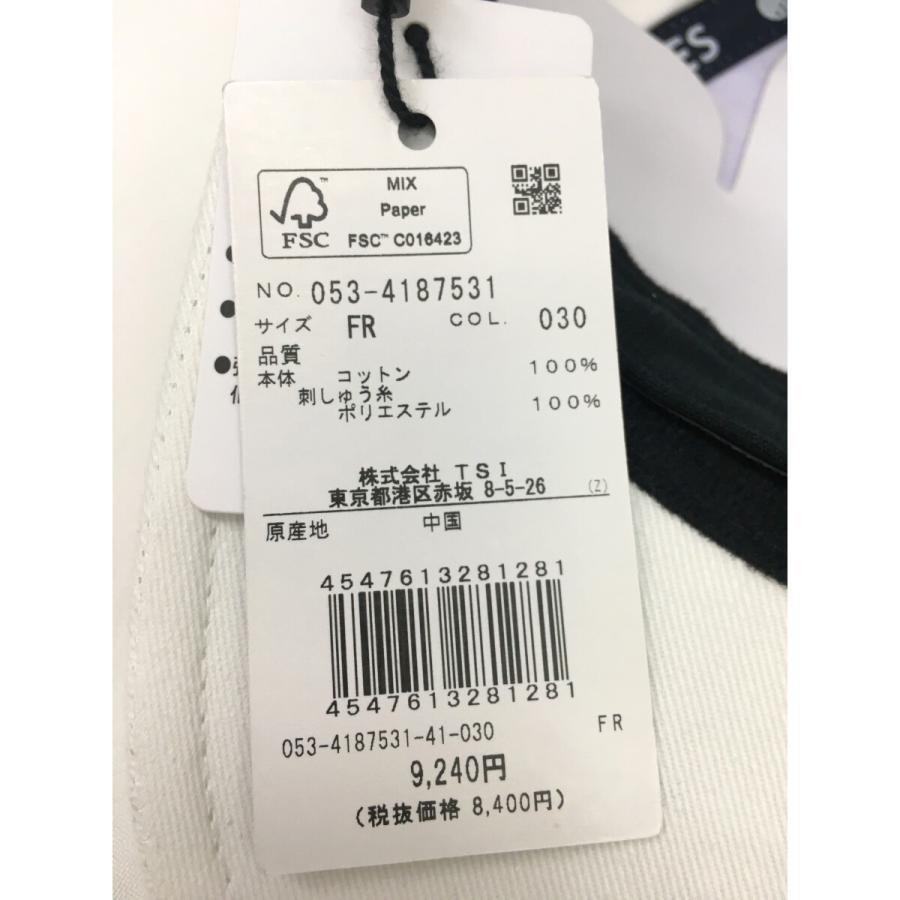 ES
MIX
Paper
FSC
FSC™ C016423
NO. 053-4187531
サイズ FR COL. 030
品質
本体 コットン 100%
刺しゅう糸
ポリエステル 100%
株式会社 TSI
東京都港区赤坂 8-5-26 (Z)
原産地 中国
4547613281281
4547613281281
053-4187531-41-030 FR
9,240円
(税抜価格 8,400円)